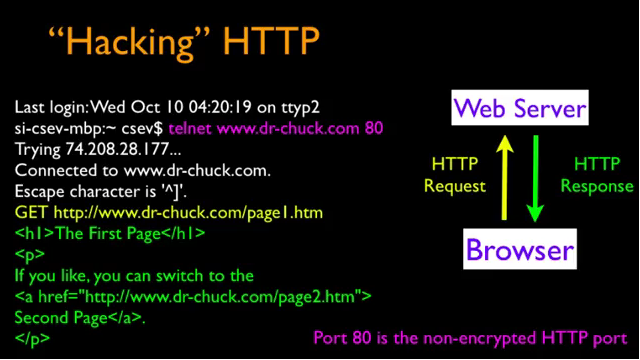 “Hacking” HTTP
Last login: Wed Oct 10 04:20:19 on ttyp2
si-csev-mbp:~ csev$ telnet www.dr-chuck.com 80
Trying 74.208.28.177...
Connected to www.dr-chuck.com.
Escape character is '^]'.
GET http://www.dr-chuck.com/page1.htm
<h1>The First Page</h1>
<p>
If you like, you can switch to the
<a href="http://www.dr-chuck.com/page2.htm">
Second Page</a>.
</p>
Web Server
HTTP
Request
HTTP
Response
Browser
Port 80 is the non-encrypted HTTP port